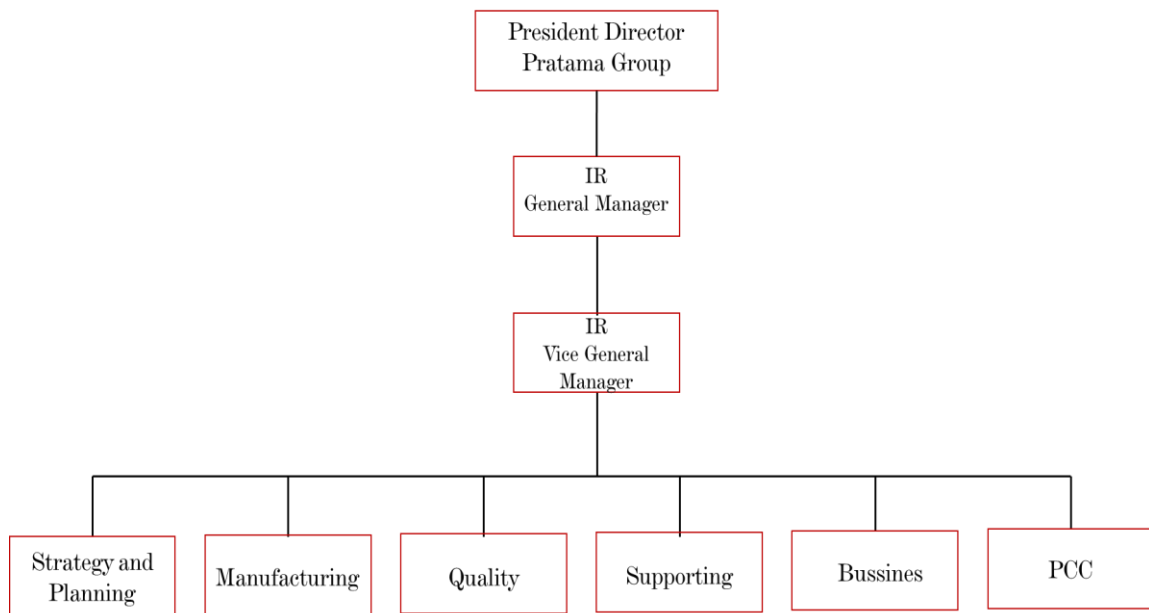 President Director
Pratama Group
IR
General Manager
IR
Vice General
Manager
Strategy and
Planning
Manufacturing
Quality
Supporting
Bussines
PCC